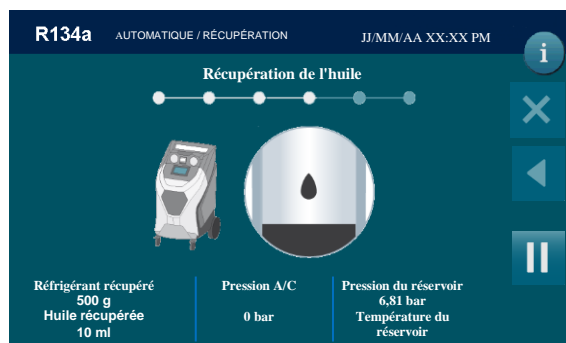 R134a AUTOMATIQUE / RÉCUPÉRATION JJ/MM/AA XX:XX PM
i
Récupération de l'huile
Réfrigérant récupéré
500 g
Huile récupérée
10 ml
Pression A/C
0 bar
Pression du réservoir
6,81 bar
Température du
réservoir